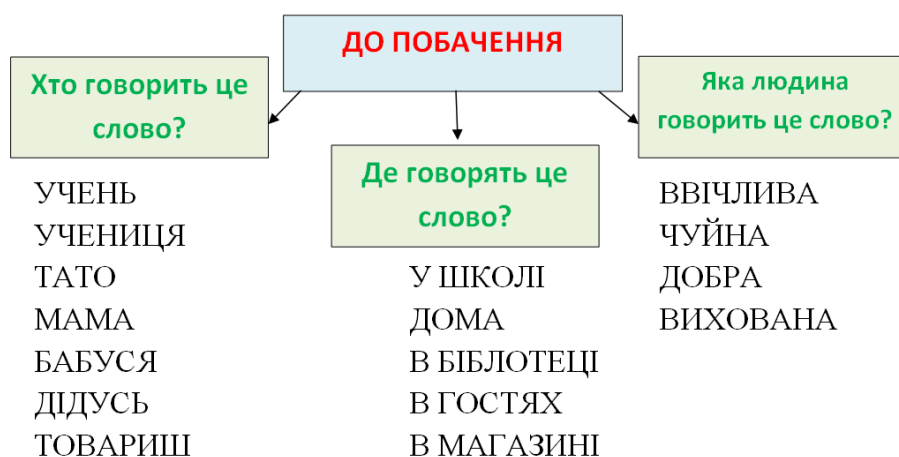 ДО ПОБАЧЕННЯ
Хто говорить це
слово?
УЧЕНЬ
УЧЕНИЦЯ
ТАТО
МАМА
БАБУСЯ
ДІДУСЬ
ТОВАРИШ
Де говорять це
слово?
У ШКОЛІ
ДОМА
В БІБЛОТЕЦІ
В ГОСТЯХ
В МАГАЗИНІ
Яка людина
говорить це слово?
ВВІЧЛИВА
ЧУЙНА
ДОБРА
ВИХОВАНА